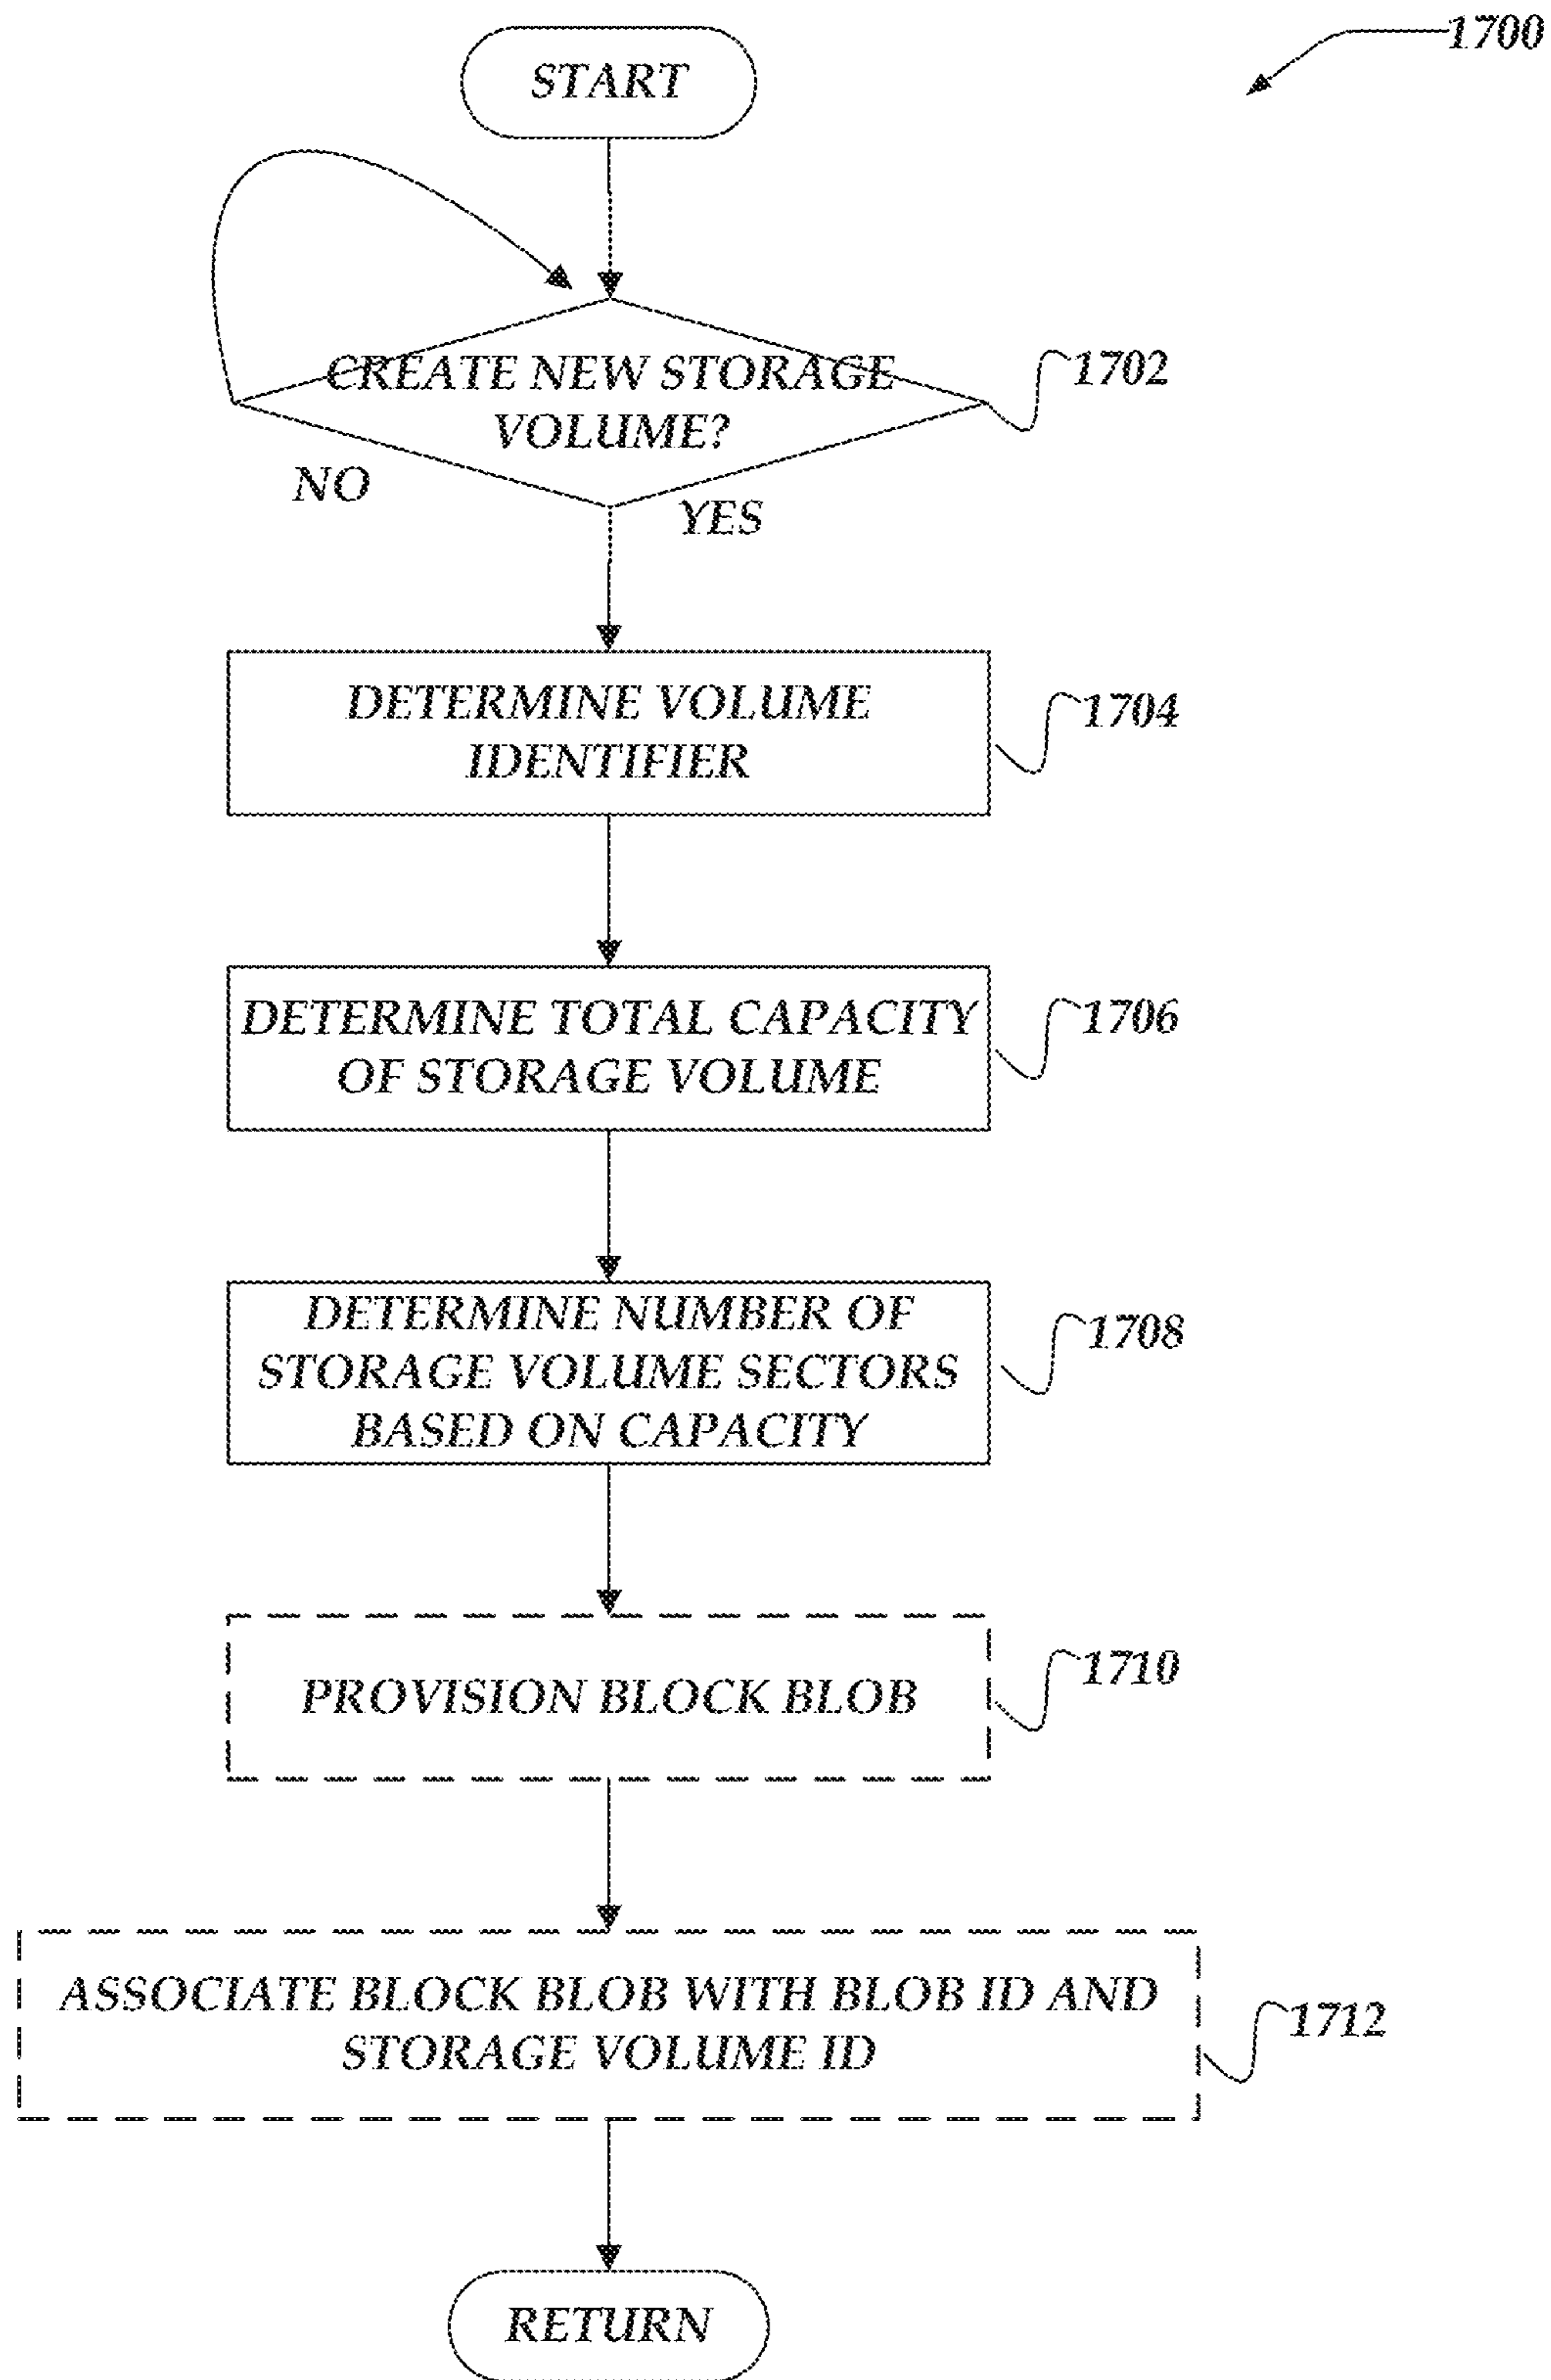 1700
START
CREATE NEW STORAGE
VOLUME?
1702
NO
YES
DETERMINE VOLUME
IDENTIFIER
1704
DETERMINE TOTAL CAPACITY
OF STORAGE VOLUME
1706
DETERMINE NUMBER OF
STORAGE VOLUME SECTORS
BASED ON CAPACITY
1708
PROVISION BLOCK BLOB
1710
ASSOCIATE BLOCK BLOB WITH BLOB ID AND
STORAGE VOLUME ID
1712
RETURN